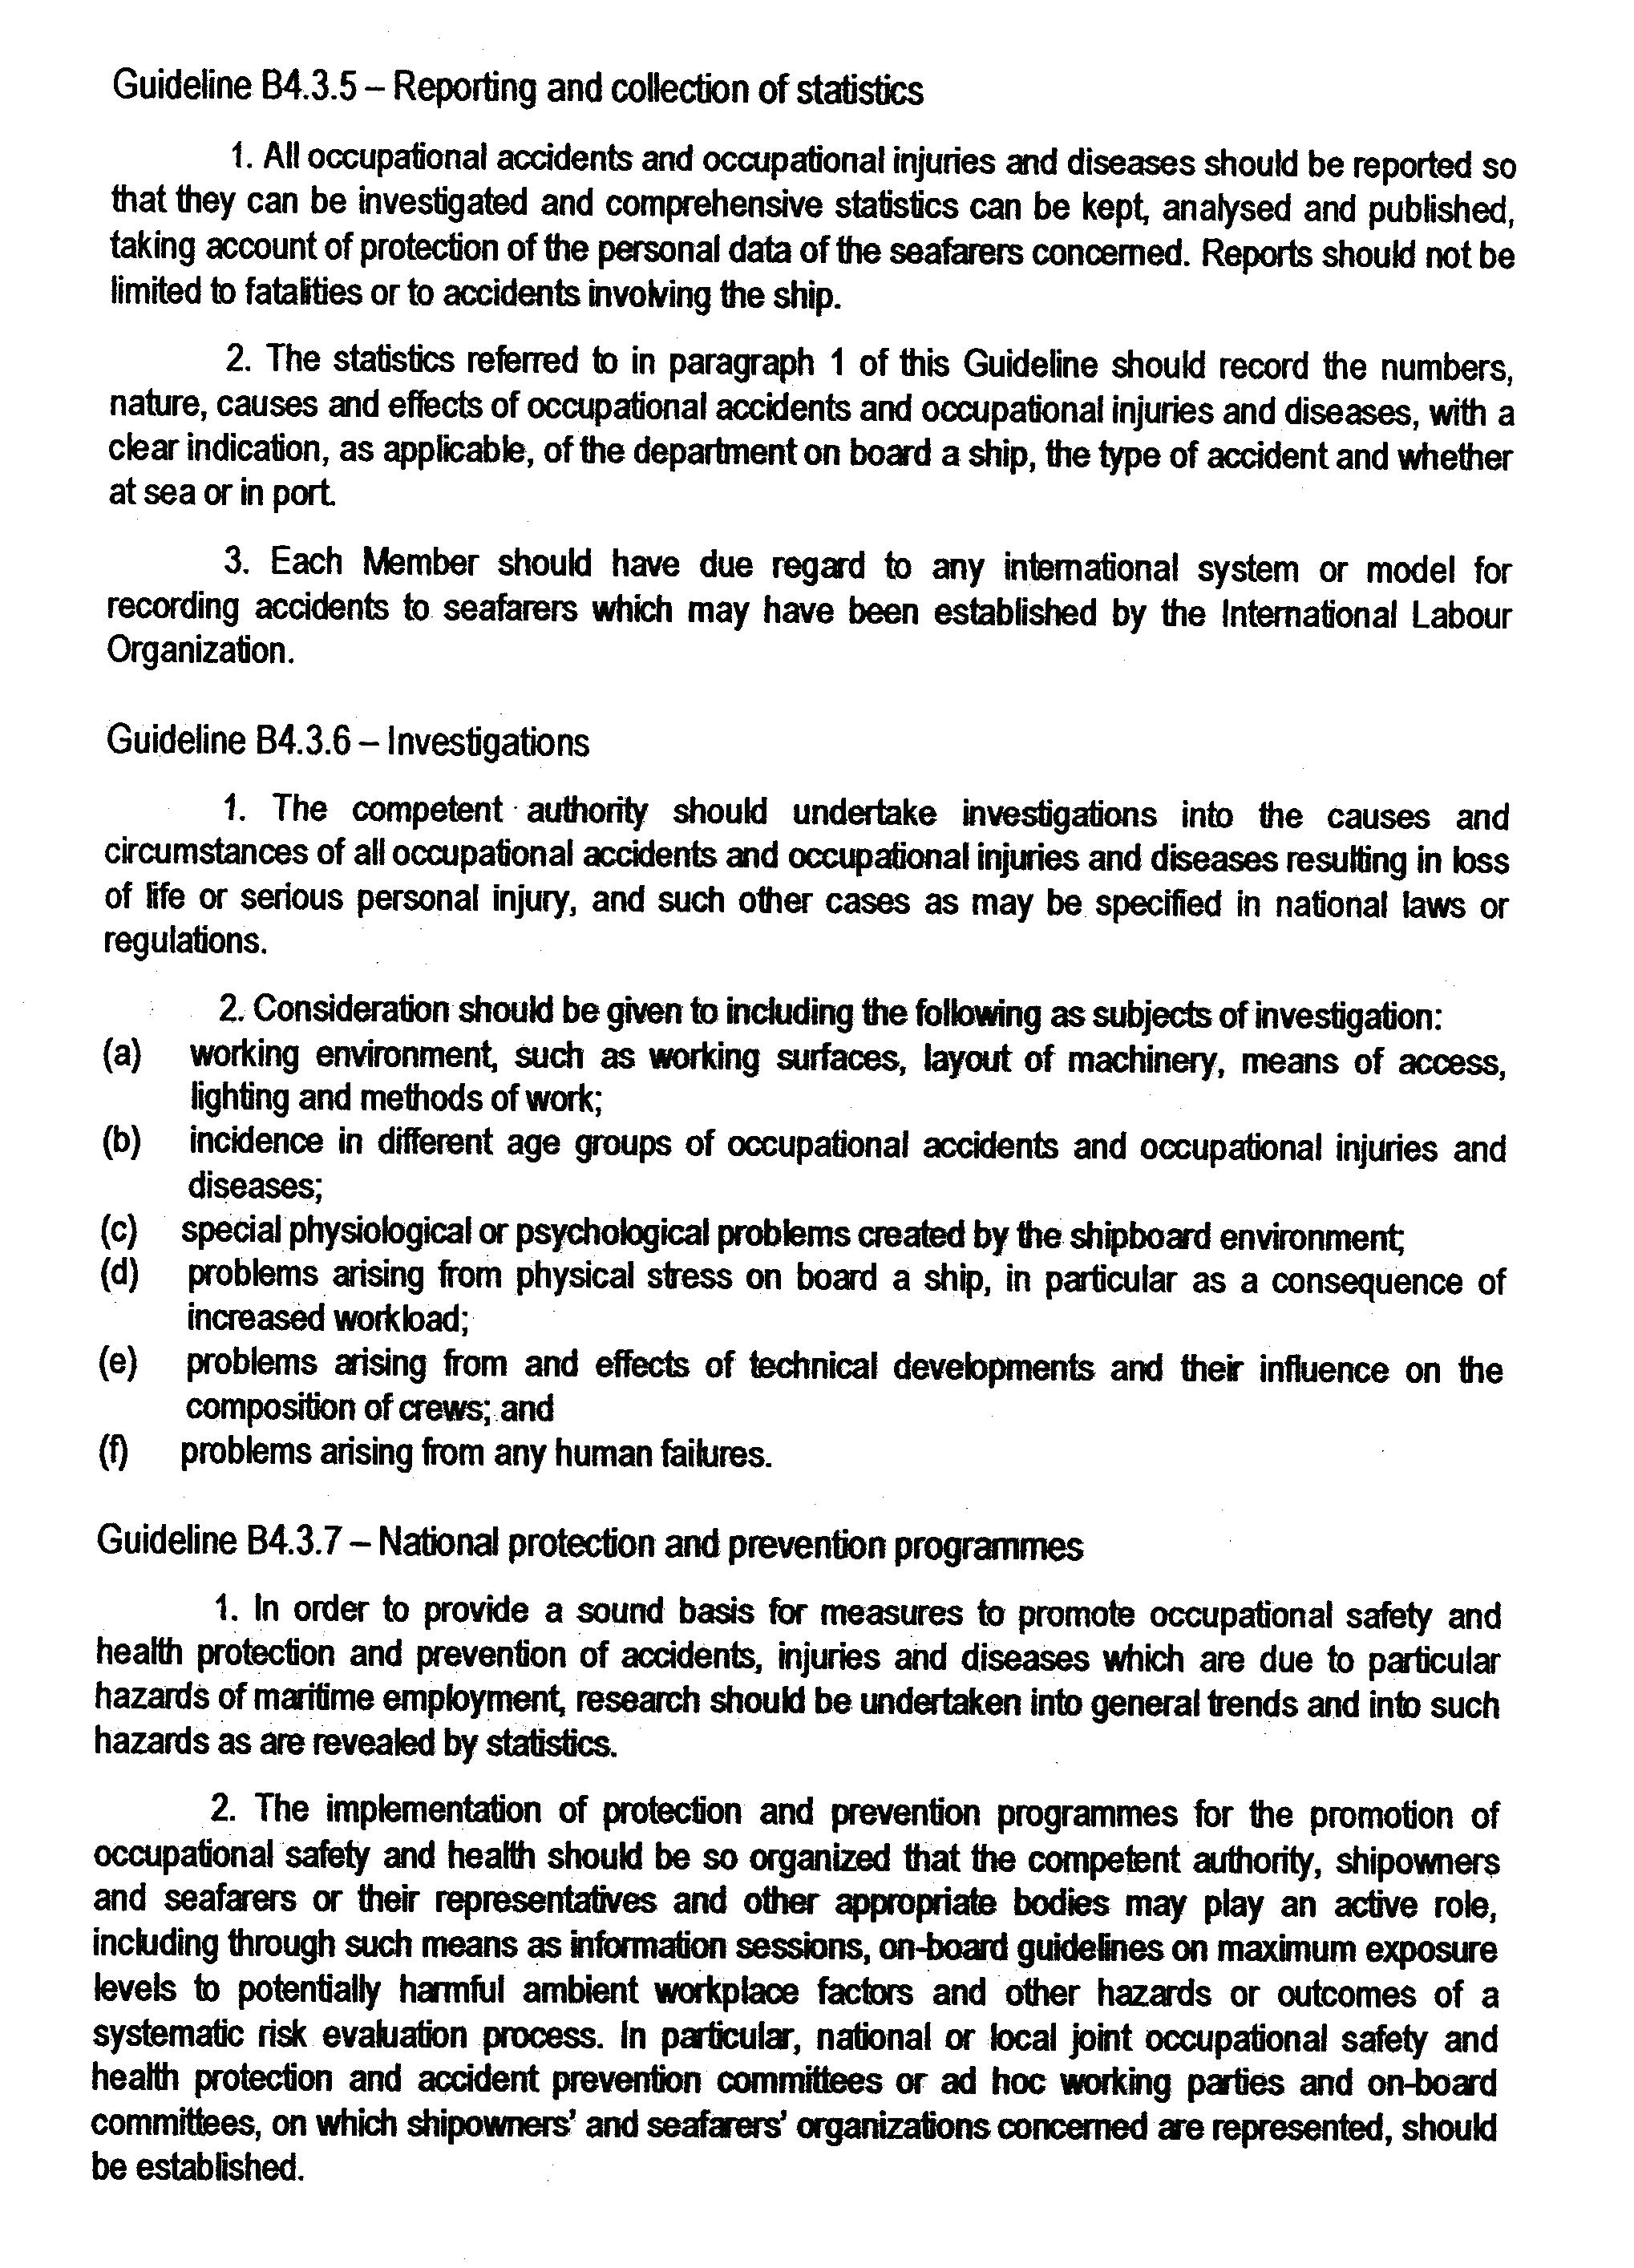 Guideline B4.3.5 – Reporting and collection of statistics
1. All occupational accidents and occupational injuries and diseases should be reported so
that they can be investigated and comprehensive statistics can be kept, analysed and published,
taking account of protection of the personal data of the seafarers concerned. Reports should not be
limited to fatalities or to accidents involving the ship.
2. The statistics referred to in paragraph 1 of this Guideline should record the numbers,
nature, causes and effects of occupational accidents and occupational injuries and diseases, with a
clear indication, as applicable, of the department on board a ship, the type of accident and whether
at sea or in port.
3. Each Member should have due regard to any international system or model for
recording accidents to seafarers which may have been established by the International Labour
Organization.
Guideline B4.3.6 – Investigations
1. The competent authority should undertake investigations into the causes and
circumstances of all occupational accidents and occupational injuries and diseases resulting in loss
of life or serious personal injury, and such other cases as may be specified in national laws or
regulations.
2. Consideration should be given to including the following as subjects of investigation:
(a) working environment, such as working surfaces, layout of machinery, means of access,
lighting and methods of work;
(b) incidence in different age groups of occupational accidents and occupational injuries and
diseases;
(c) special physiological or psychological problems created by the shipboard environment;
(d) problems arising from physical stress on board a ship, in particular as a consequence of
increased workload;
(e) problems arising from and effects of technical developments and their influence on the
composition of crews; and
(f) problems arising from any human failures.
Guideline B4.3.7 – National protection and prevention programmes
1. In order to provide a sound basis for measures to promote occupational safety and
health protection and prevention of accidents, injuries and diseases which are due to particular
hazards of maritime employment, research should be undertaken into general trends and into such
hazards as are revealed by statistics.
2. The implementation of protection and prevention programmes for the promotion of
occupational safety and health should be so organized that the competent authority, shipowners
and seafarers or their representatives and other appropriate bodies may play an active role,
including through such means as information sessions, on-board guidelines on maximum exposure
levels to potentially harmful ambient workplace factors and other hazards or outcomes of a
systematic risk evaluation process. In particular, national or local joint occupational safety and
health protection and accident prevention committees or ad hoc working parties and on-board
committees, on which shipowners' and seafarers' organizations concerned are represented, should
be established.